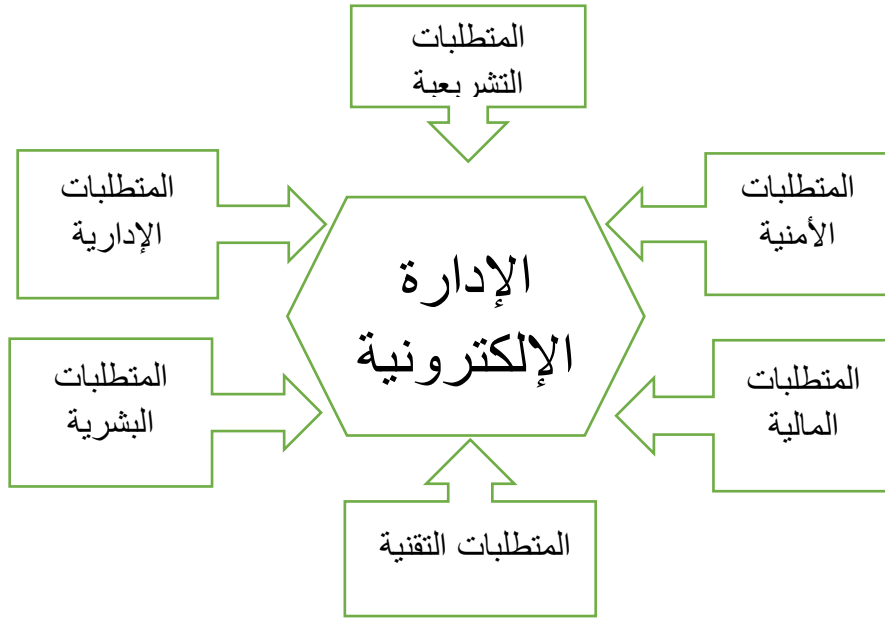 المتطلبات
التشريعية
المتطلبات
الأمنية
المتطلبات
الإدارية
الإدارة
الإلكترونية
المتطلبات
المالية
المتطلبات
البشرية
المتطلبات التقنية